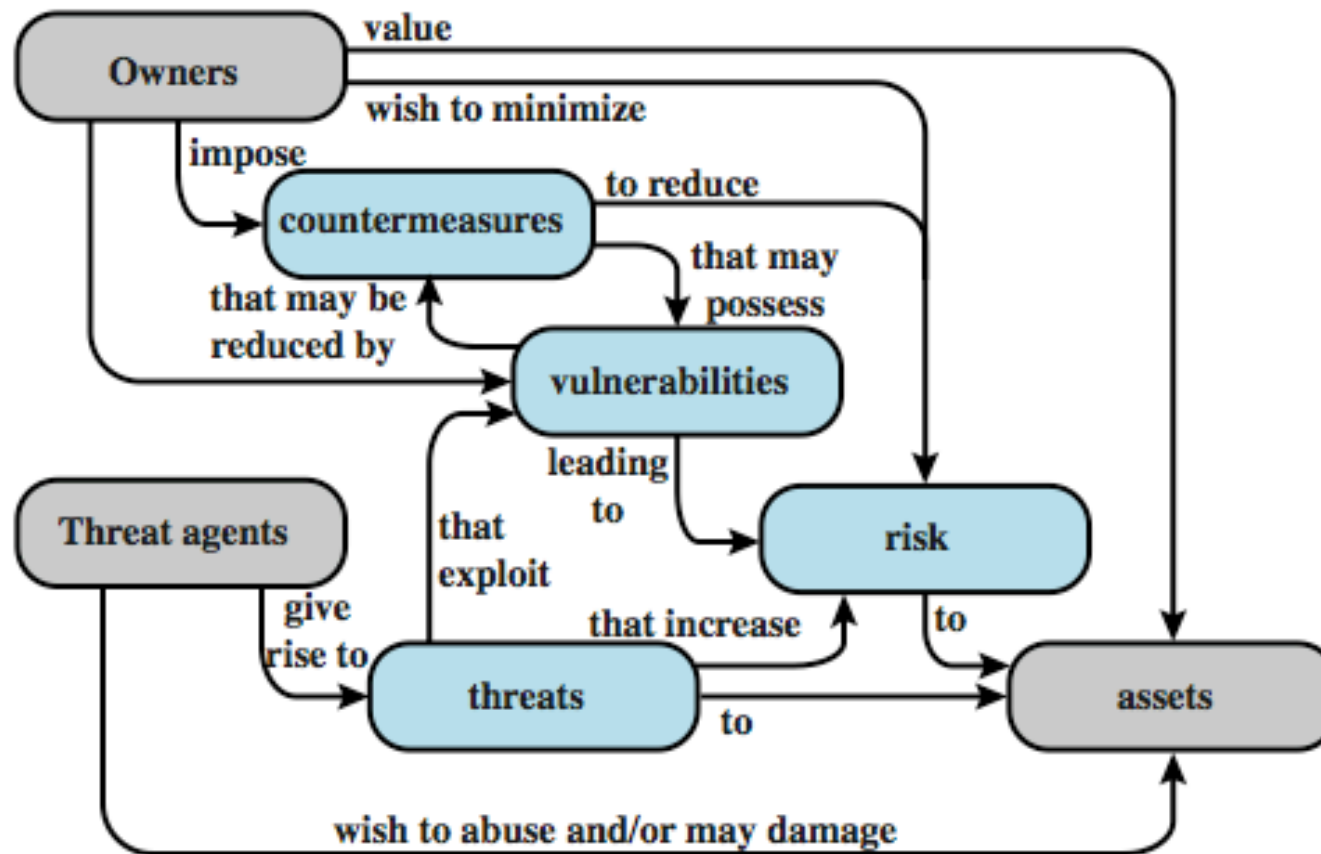 value
Owners
wish to minimize
impose
to reduce
countermeasures
that may
possess
that may be
reduced by
vulnerabilities
leading
to
Threat agents
that
exploit
risk
give
rise to
that increase
to
threats
to
assets
wish to abuse and/or may damage